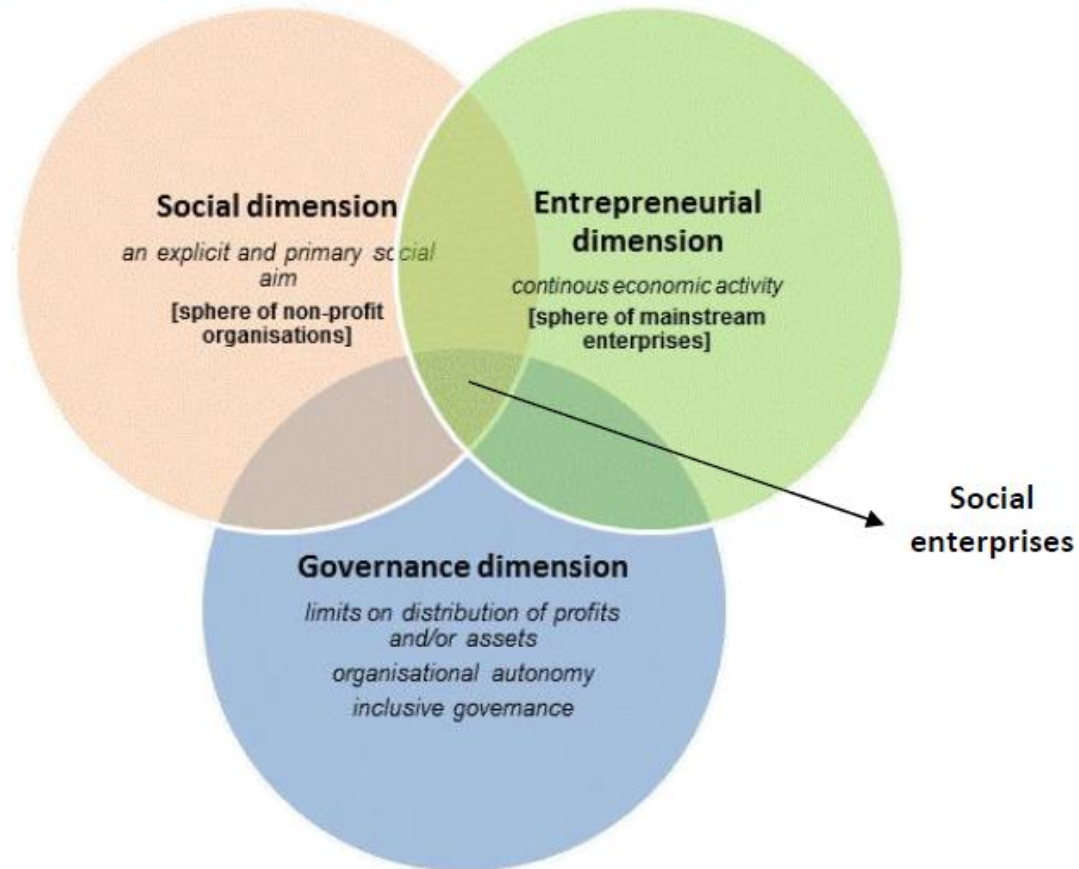 Social dimension
an explicit and primary social
aim
[sphere of non-profit
organisations]
Entrepreneurial
dimension
continous economic activity
[sphere of mainstream
enterprises]
Social
enterprises
Governance dimension
limits on distribution of profits
and/or assets
organisational autonomy
inclusive governance